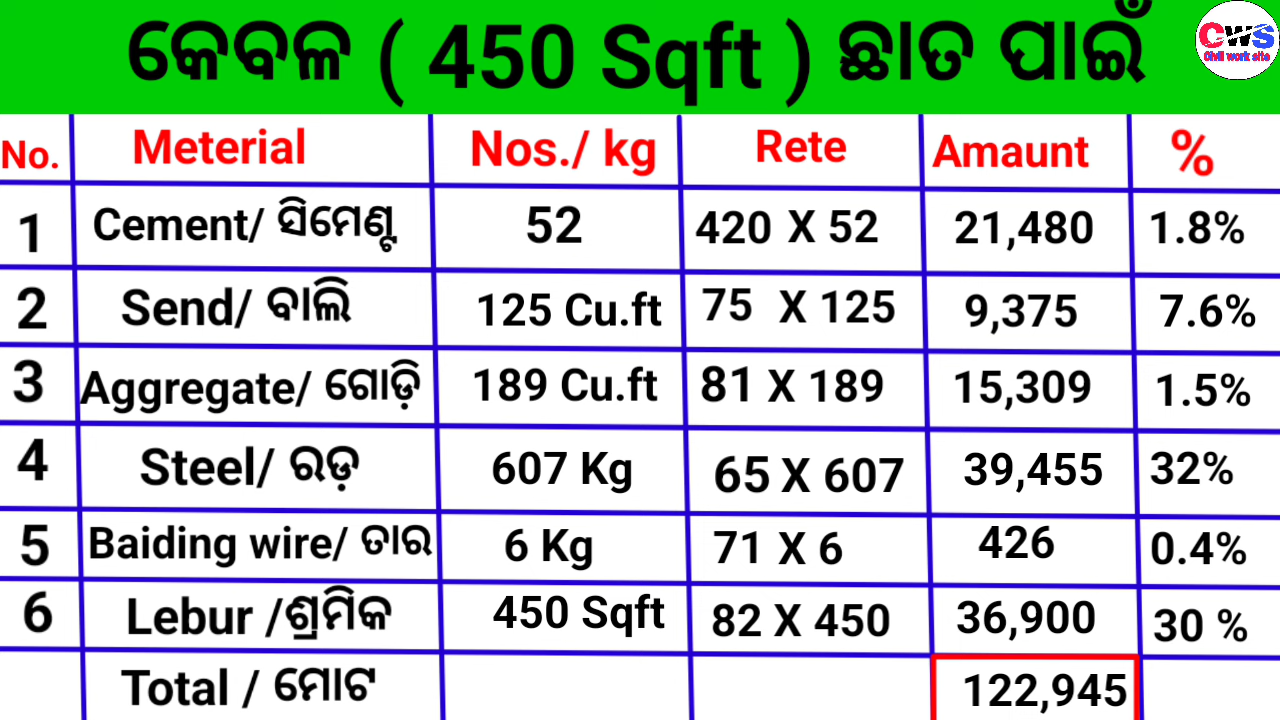 କେବଳ ( 450 Sqft ) ଛାତ ପାଇଁ
CWS
Chill work site
No. Meterial Nos./ kg Rete Amaunt %
1 Cement/ ସିମେଣ୍ଟ 52 420 X 52 21,480 1.8%
2 Send/ ବାଲି 125 Cu.ft 75 X 125 9,375 7.6%
3 Aggregate/ ଗୋଡ଼ି 189 Cu.ft 81 X 189 15,309 1.5%
4 Steel/ ରଡ଼ 607 Kg 65 X 607 39,455 32%
5 Baiding wire/ ତାର 6 Kg 71 X 6 426 0.4%
6 Lebur /ଶ୍ରମିକ 450 Sqft 82 X 450 36,900 30 %
Total / ମୋଟ 122,945